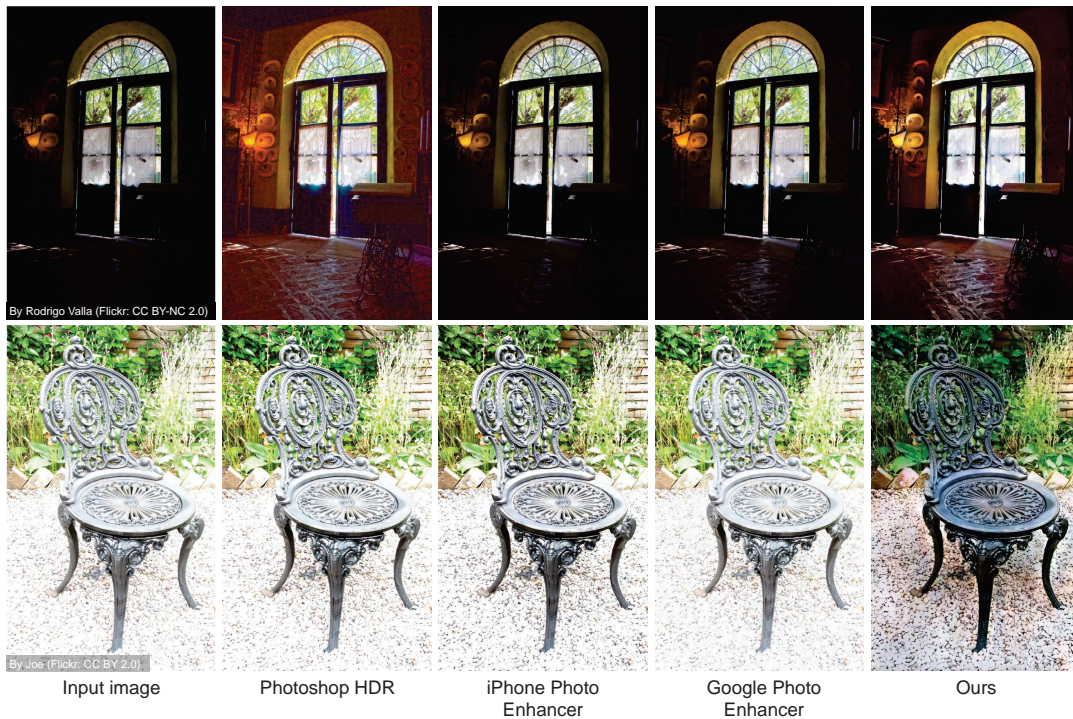 By Rodrigo Valla (Flickr: CC BY-NC 2.0)
By Joe (Flickr: CC BY 2.0)
Input image
Photoshop HDR
iPhone Photo
Enhancer
Google Photo
Enhancer
Ours